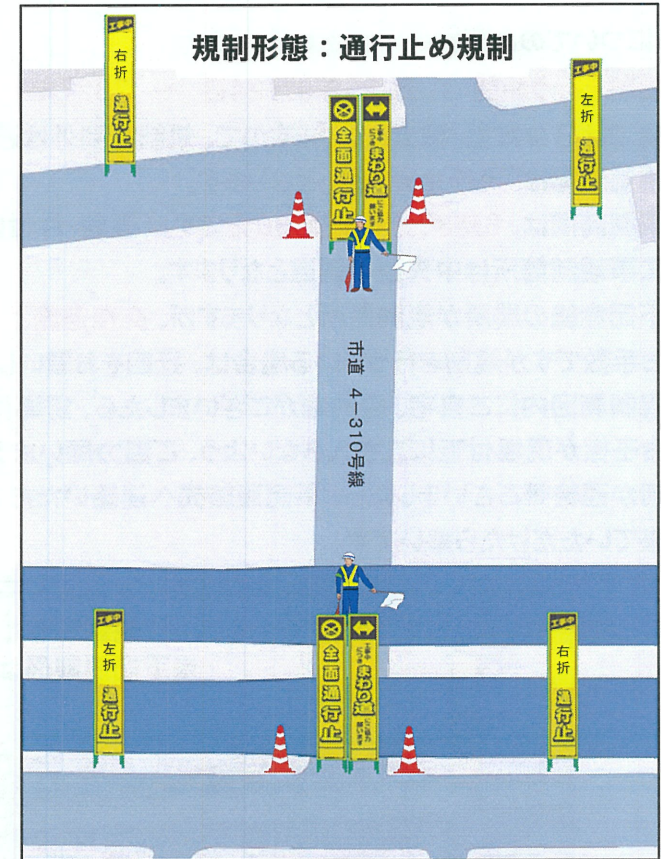 規制形態：通行止め規制
工事中
右折
通行止
工事中
左折
通行止
全面通行止
工事中
につき
まわり道
ご協力
願います
市道 4－310号線
工事中
左折
通行止
全面通行止
工事中
につき
まわり道
ご協力
願います
工事中
右折
通行止